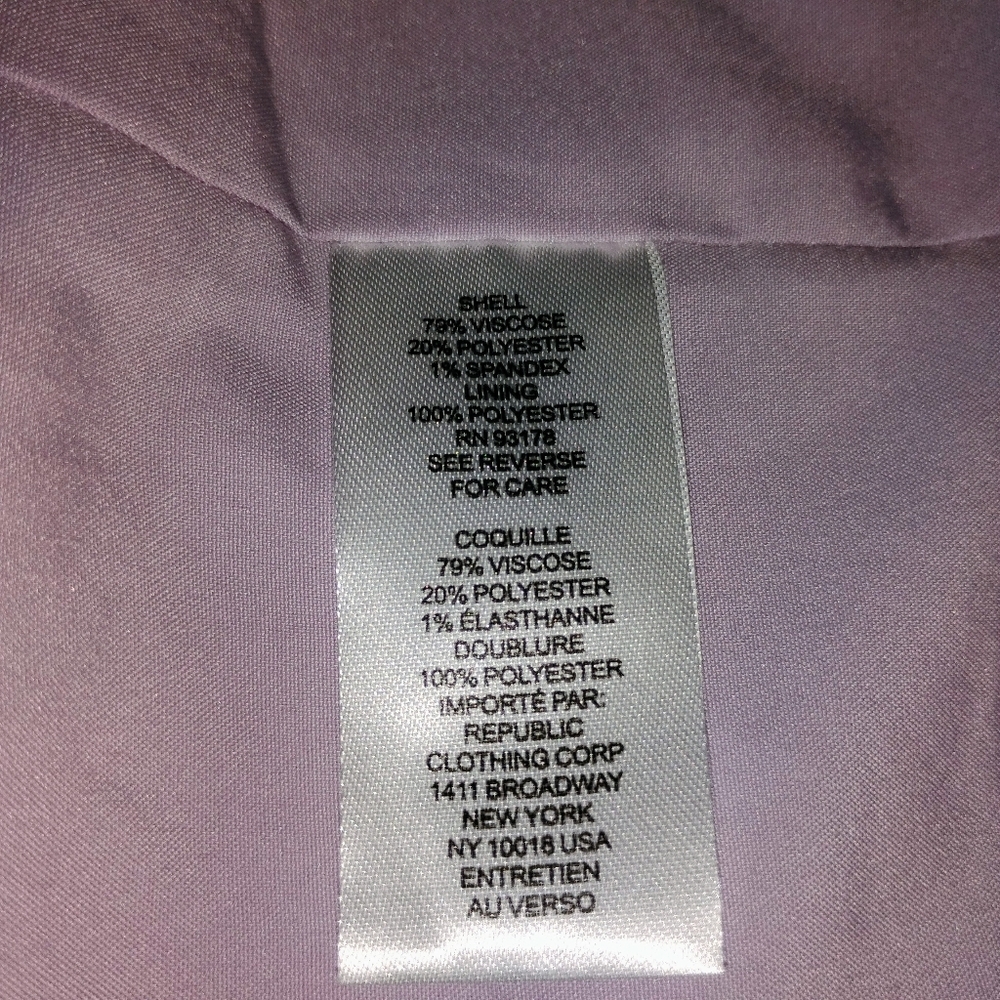 SHELL
79% VISCOSE
20% POLYESTER
1% SPANDEX
LINING
100% POLYESTER
RN 93178
SEE REVERSE
FOR CARE
COQUILLE
79% VISCOSE
20% POLYESTER
1% ÉLASTHANNE
DOUBLURE
100% POLYESTER
IMPORTÉ PAR:
REPUBLIC
CLOTHING CORP
1411 BROADWAY
NEW YORK
NY 10018 USA
ENTRETIEN
AU VERSO